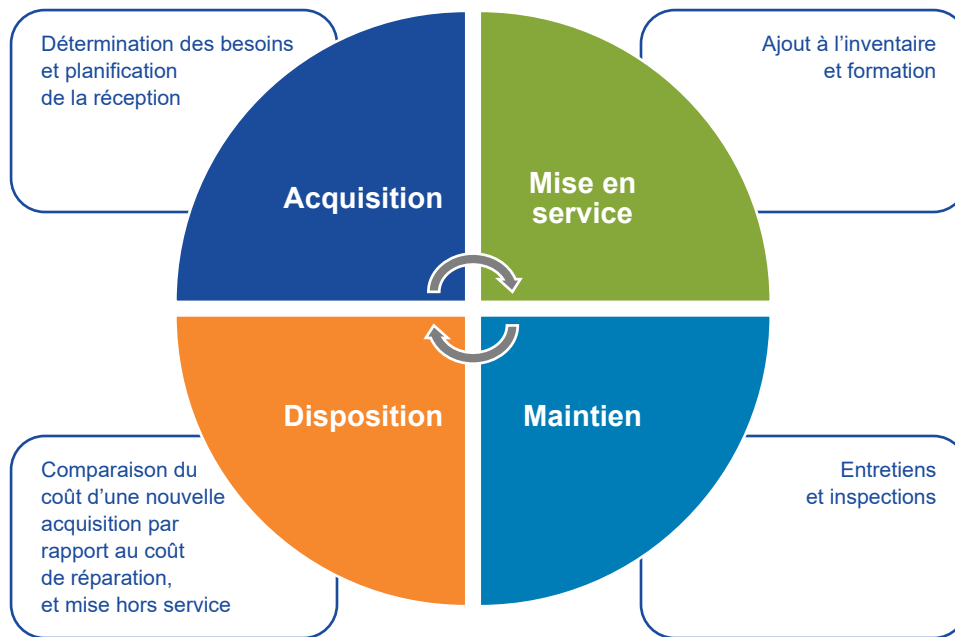 Détermination des besoins
et planification
de la réception
Ajout à l’inventaire
et formation
Acquisition
Mise en
service
Disposition
Maintien
Comparaison du
coût d’une nouvelle
acquisition par
rapport au coût
de réparation,
et mise hors service
Entretiens
et inspections